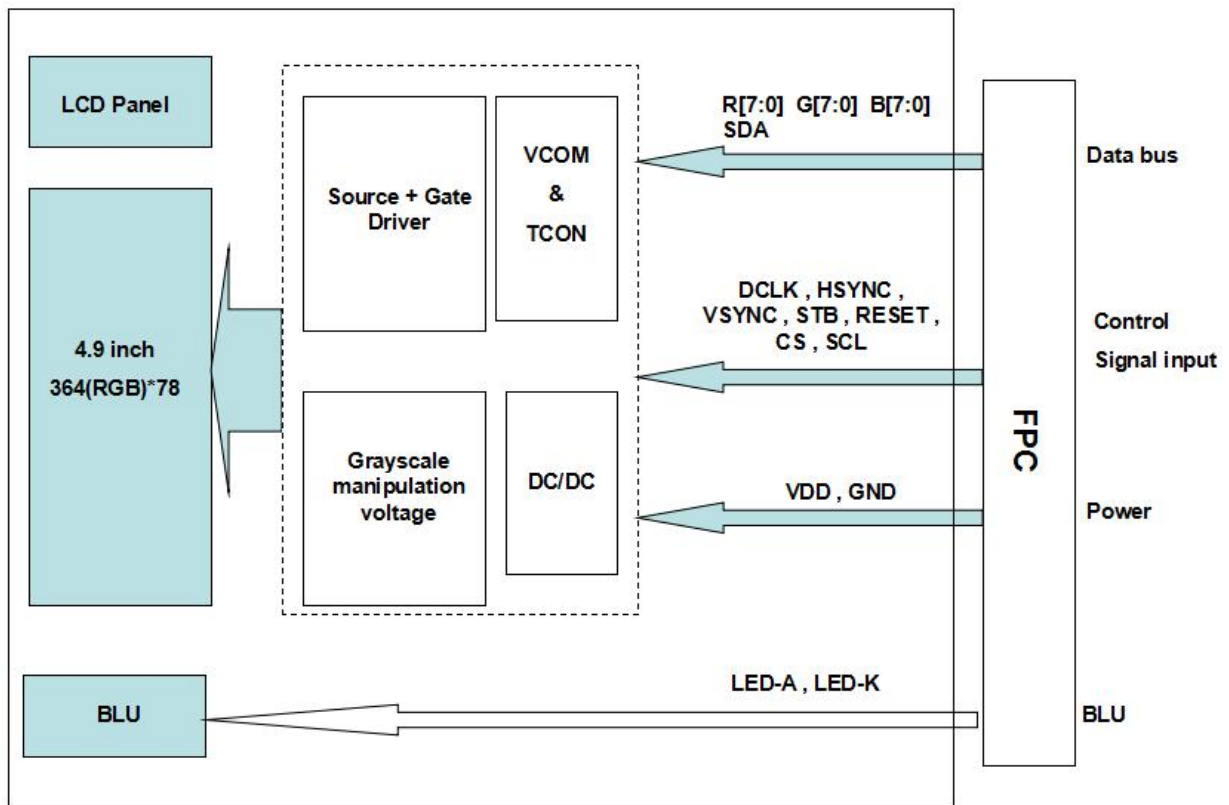 LCD Panel
4.9 inch
364(RGB)*78
BLU
Source + Gate
Driver
VCOM
&
TCON
Grayscale
manipulation
voltage
DC/DC
R[7:0] G[7:0] B[7:0]
SDA
DCLK , HSYNC ,
VSYNC , STB , RESET ,
CS , SCL
VDD , GND
LED-A , LED-K
FPC
Data bus
Control
Signal input
Power
BLU